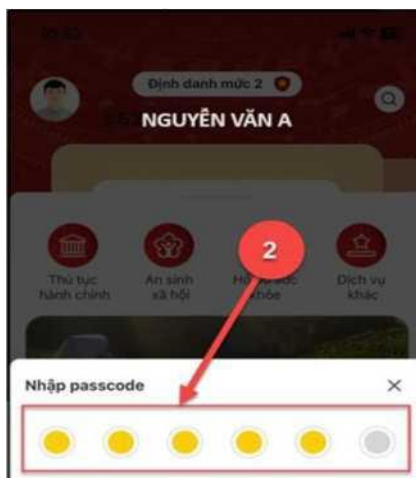 Định danh mức 2
NGUYỄN VĂN A
2
Thủ tục
hành chính
An sinh
xã hội
khỏe
Dịch vụ
khác
Nhập passcode